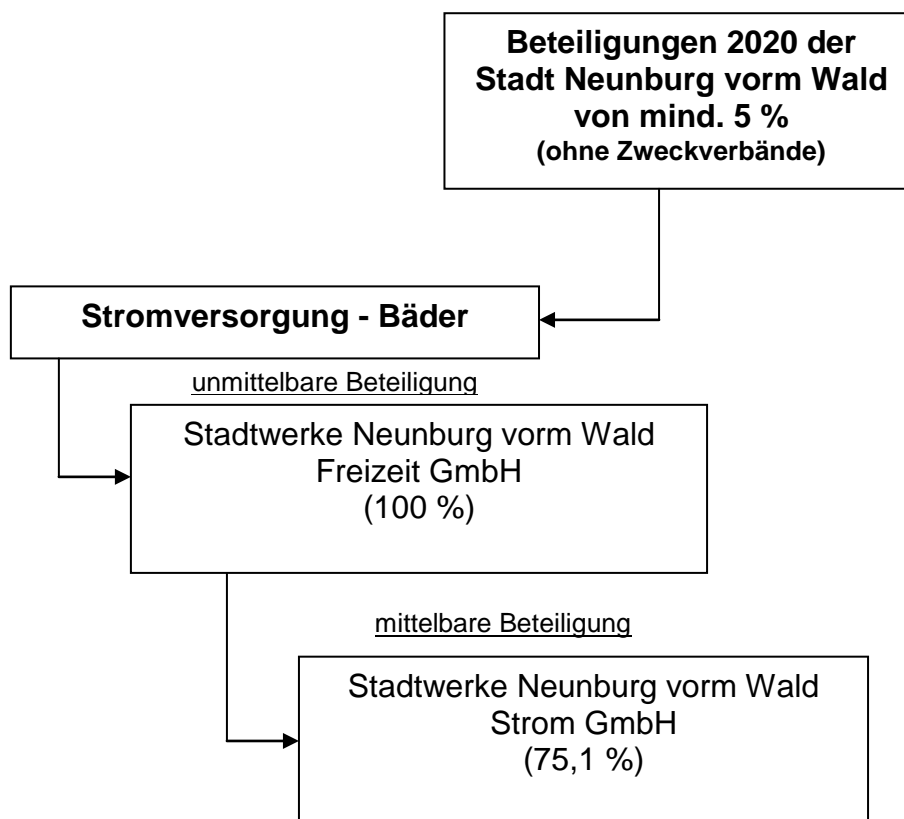 Beteiligungen 2020 der
Stadt Neunburg vorm Wald
von mind. 5 %
(ohne Zweckverbände)
Stromversorgung - Bäder
unmittelbare Beteiligung
Stadtwerke Neunburg vorm Wald
Freizeit GmbH
(100 %)
mittelbare Beteiligung
Stadtwerke Neunburg vorm Wald
Strom GmbH
(75,1 %)